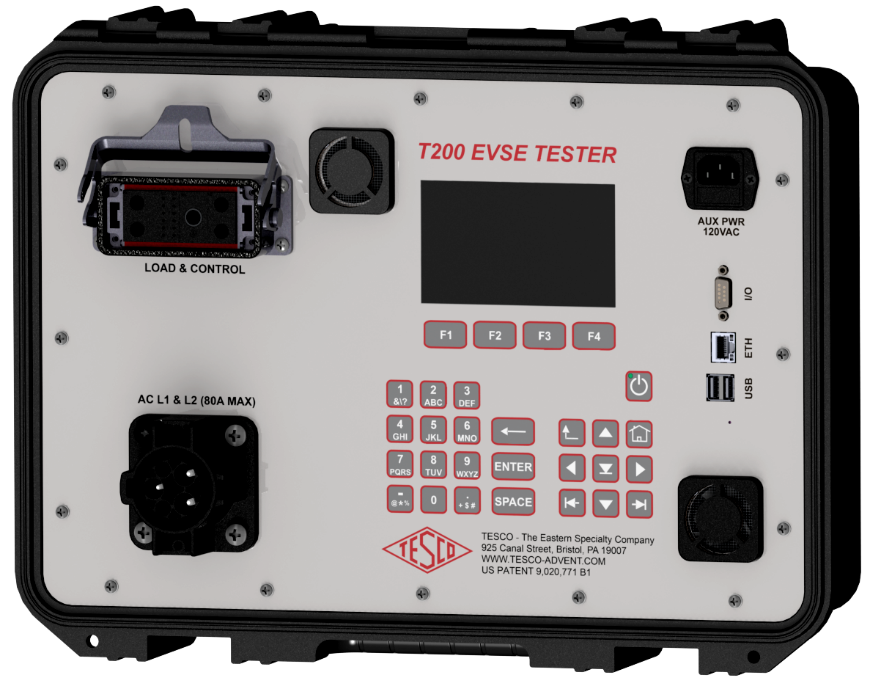 T200 EVSE TESTER
LOAD & CONTROL
AUX PWR
120VAC
I/O
ETH
USB
F1 F2 F3 F4
AC L1 & L2 (80A MAX)
1 2 3
&\? ABC DEF
4 5 6
GHI JKL MNO
7 8 9 ENTER
PQRS TUV WXYZ
- 0 . SPACE
@*% +$#
TESCO
TESCO - The Eastern Specialty Company
925 Canal Street, Bristol, PA 19007
WWW.TESCO-ADVENT.COM
US PATENT 9,020,771 B1